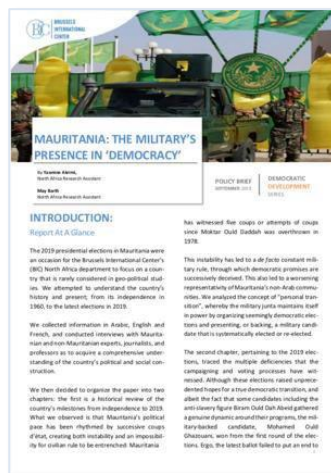 BRUSSELS
INTERNATIONAL
CENTER
BIC
MAURITANIA: THE MILITARY'S
PRESENCE IN 'DEMOCRACY'
By Yasmine Akrimi,
North Africa Research Assistant
May Barth
North Africa Research Assistant
POLICY BRIEF
SEPTEMBER 2019
DEMOCRATIC
DEVELOPMENT
SERIES
INTRODUCTION:
Report At A Glance
The 2019 presidential elections in Mauritania were
an occasion for the Brussels International Center's
(BIC) North Africa department to focus on a coun-
try that is rarely considered in geo-political stud-
ies. We attempted to understand the country's
history and present; from its independence in
1960, to the latest elections in 2019.
We collected information in Arabic, English and
French, and conducted interviews with Maurita-
nian and non-Mauritanian experts, journalists, and
professors as to acquire a comprehensive under-
standing of the country's political and social con-
struction.
We then decided to organise the paper into two
chapters: the first is a historical review of the
country's milestones from independence to 2019.
What we observe is that Mauritania's political
pace has been rhythmed by successive coups
d'état, creating both instability and an impossibil-
ity for civilian rule to be entrenched. Mauritania
has witnessed five coups or attempts of coups
since Moktar Ould Daddah was overthrown in
1978.
This instability has led to a de facto constant mili-
tary rule, through which democratic promises are
successively deceived. This also led to a worsening
representativity of Mauritania's non-Arab commu-
nities. We analyzed the concept of "personal tran-
sition", whereby the military junta maintains itself
in power by organizing seemingly democratic elec-
tions and presenting, or backing, a military candi-
date that is systematically elected or re-elected.
The second chapter, pertaining to the 2019 elec-
tions, traced the multiple deficiencies that the
campaigning and voting processes have wit-
nessed. Although these elections raised unprece-
dented hopes for a true democratic transition, and
albeit the fact that some candidates including the
anti-slavery figure Biram Ould Dah Abeid gathered
a genuine dynamic around their programs, the mili-
tary-backed candidate, Mohamed Ould
Ghazouani, won from the first round of the elec-
tions. Ergo, the latest ballot failed to put an end to